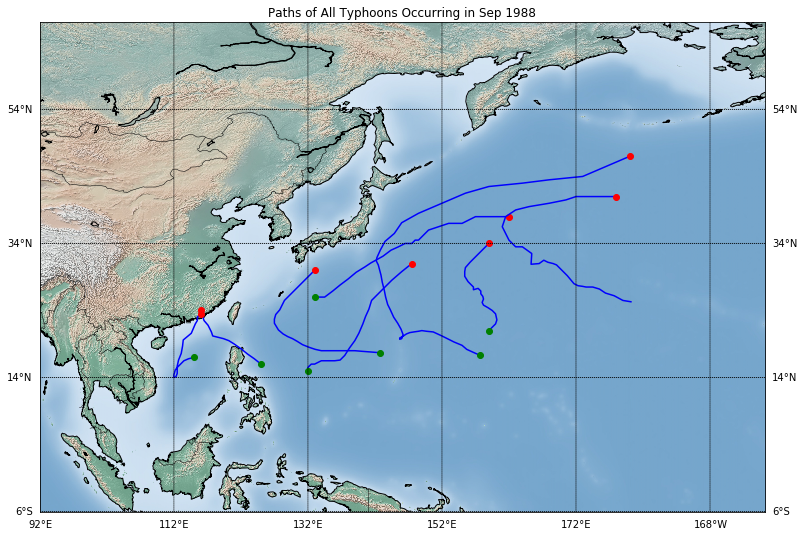 Paths of All Typhoons Occurring in Sep 1988
54°N 54°N
34°N 34°N
14°N 14°N
6°S 6°S
92°E 112°E 132°E 152°E 172°E 168°W